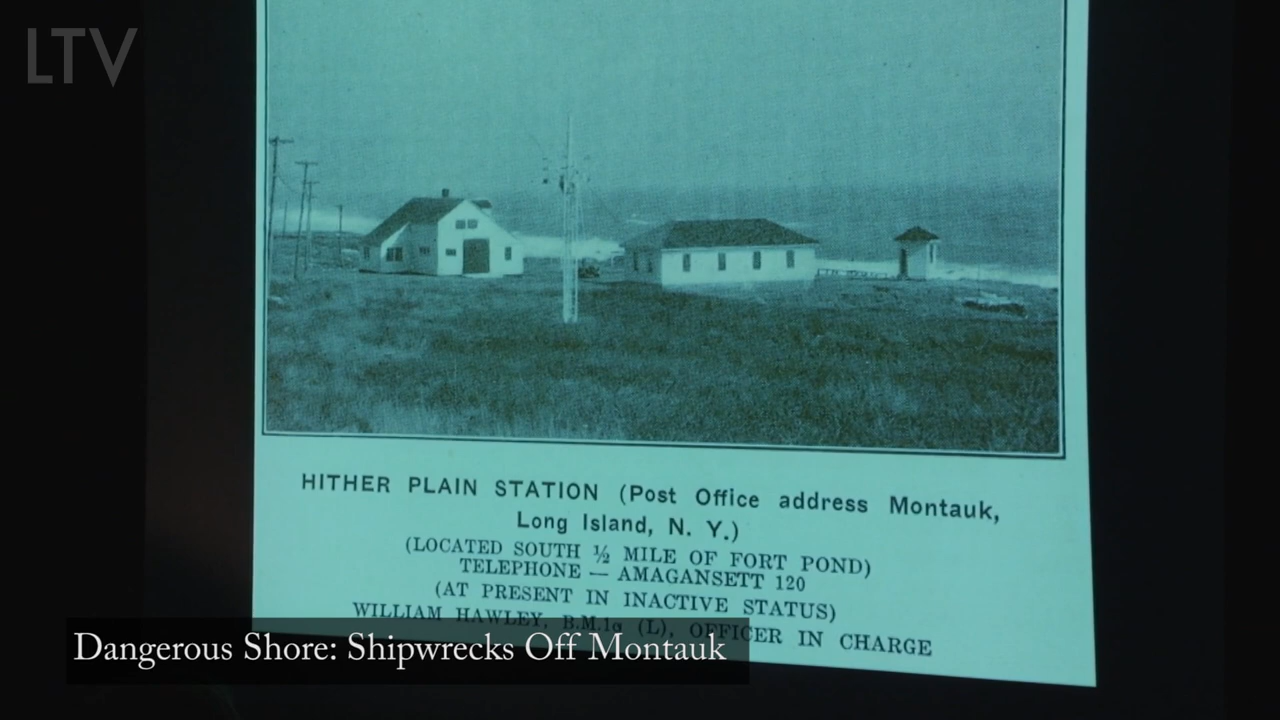 LTV
HITHER PLAIN STATION (Post Office address Montauk,
Long Island, N. Y.)
(LOCATED SOUTH ½ MILE OF FORT POND)
TELEPHONE — AMAGANSETT 120
(AT PRESENT IN INACTIVE STATUS)
WILLIAM HAWLEY, B.M.1σ (L), OFFICER IN CHARGE
Dangerous Shore: Shipwrecks Off Montauk